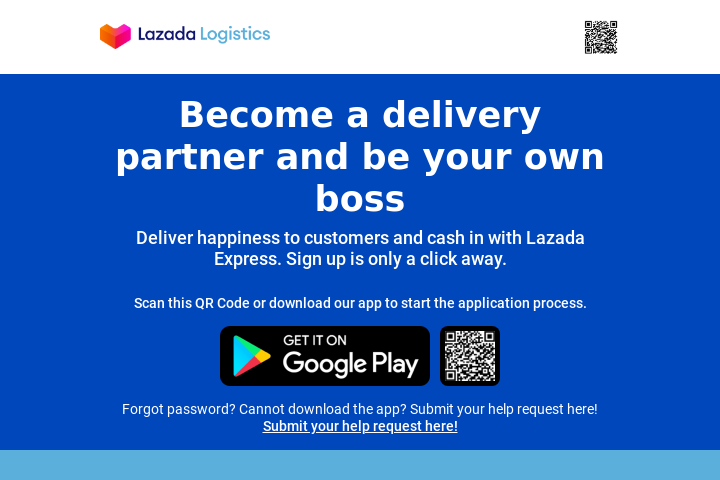 Lazada Logistics
Become a delivery
partner and be your own
boss
Deliver happiness to customers and cash in with Lazada
Express. Sign up is only a click away.
Scan this QR Code or download our app to start the application process.
GET IT ON
Google Play
Forgot password? Cannot download the app? Submit your help request here!
Submit your help request here!